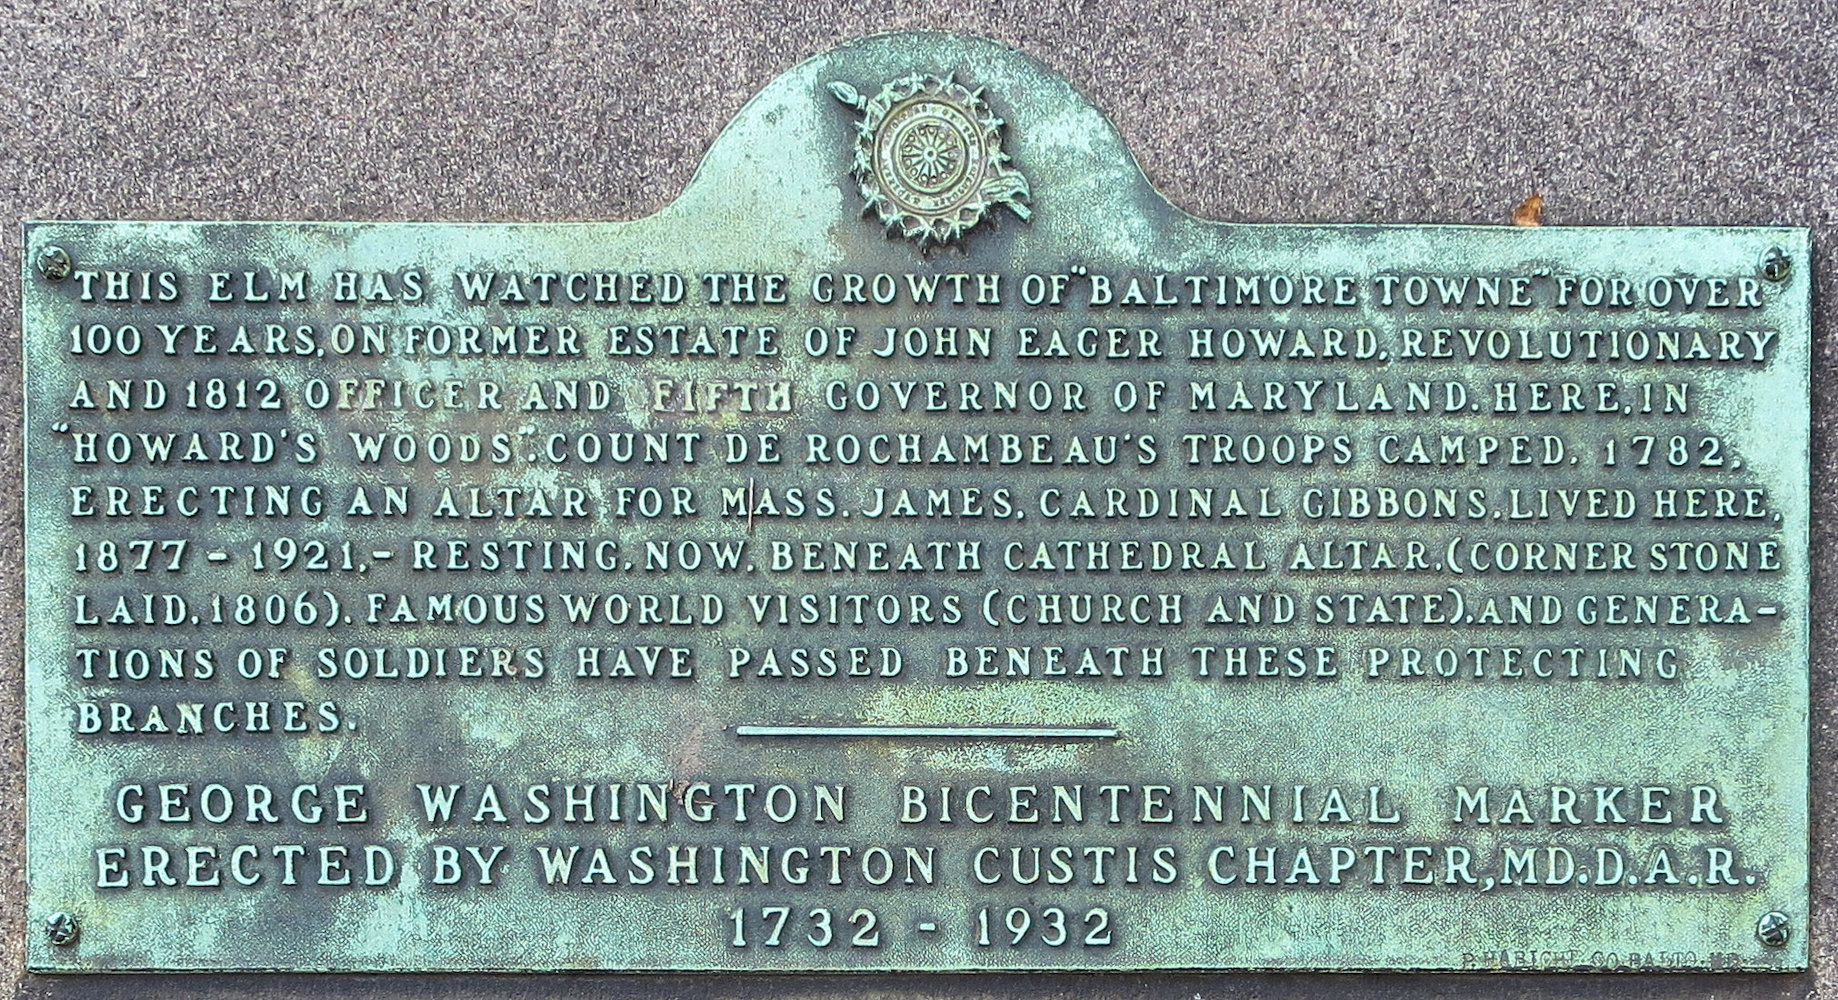 THIS ELM HAS WATCHED THE GROWTH OF "BALTIMORE TOWNE" FOR OVER
100 YEARS, ON FORMER ESTATE OF JOHN EAGER HOWARD, REVOLUTIONARY
AND 1812 OFFICER AND FIFTH GOVERNOR OF MARYLAND. HERE, IN
"HOWARD'S WOODS", COUNT DE ROCHAMBEAU'S TROOPS CAMPED, 1782,
ERECTING AN ALTAR FOR MASS. JAMES, CARDINAL GIBBONS, LIVED HERE,
1877 - 1921, - RESTING, NOW, BENEATH CATHEDRAL ALTAR, (CORNER STONE
LAID, 1806). FAMOUS WORLD VISITORS (CHURCH AND STATE), AND GENERA-
TIONS OF SOLDIERS HAVE PASSED BENEATH THESE PROTECTING
BRANCHES.
GEORGE WASHINGTON BICENTENNIAL MARKER
ERECTED BY WASHINGTON CUSTIS CHAPTER, MD. D.A.R.
1732 - 1932
CO. BALTO. MD.